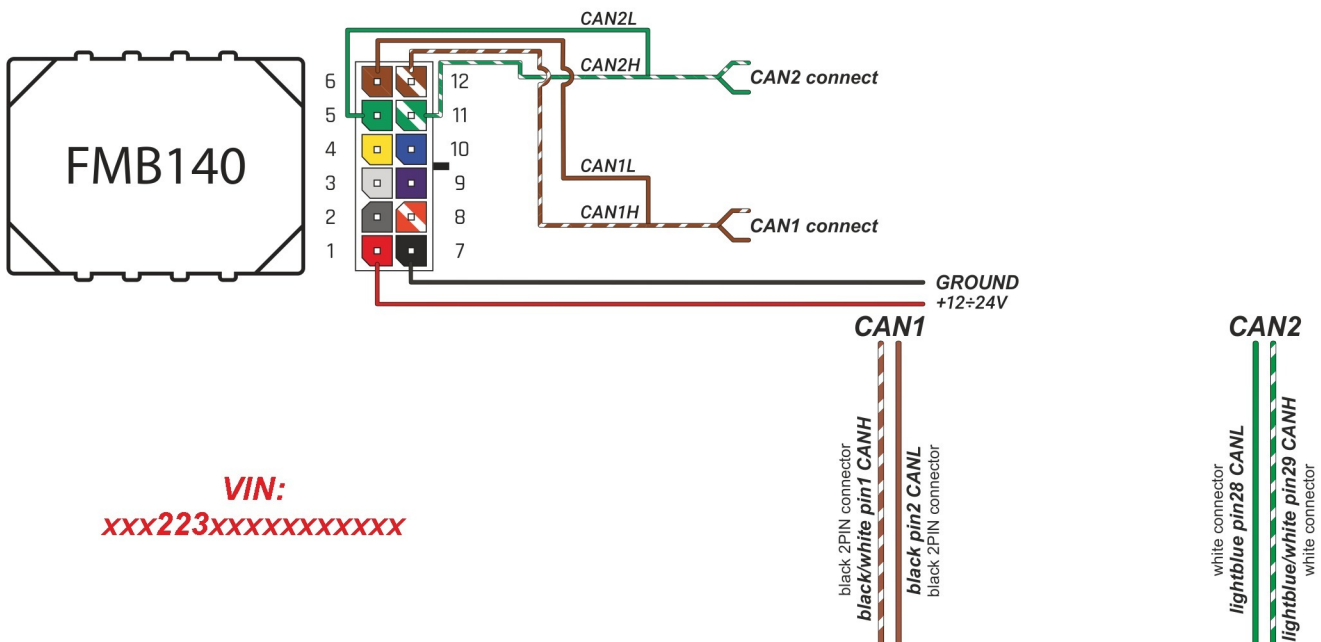 CAN2L
CAN2H
CAN2 connect
FMB140
6
12
5
11
4
10
3
9
2
8
1
7
CAN1L
CAN1H
CAN1 connect
GROUND
+12÷24V
CAN1
CAN2
VIN:
xxx223xxxxxxxxxxx
black 2PIN connector
black/white pin1 CANH
black pin2 CANL
black 2PIN connector
white connector
lightblue pin28 CANL
lightblue/white pin29 CANH
white connector